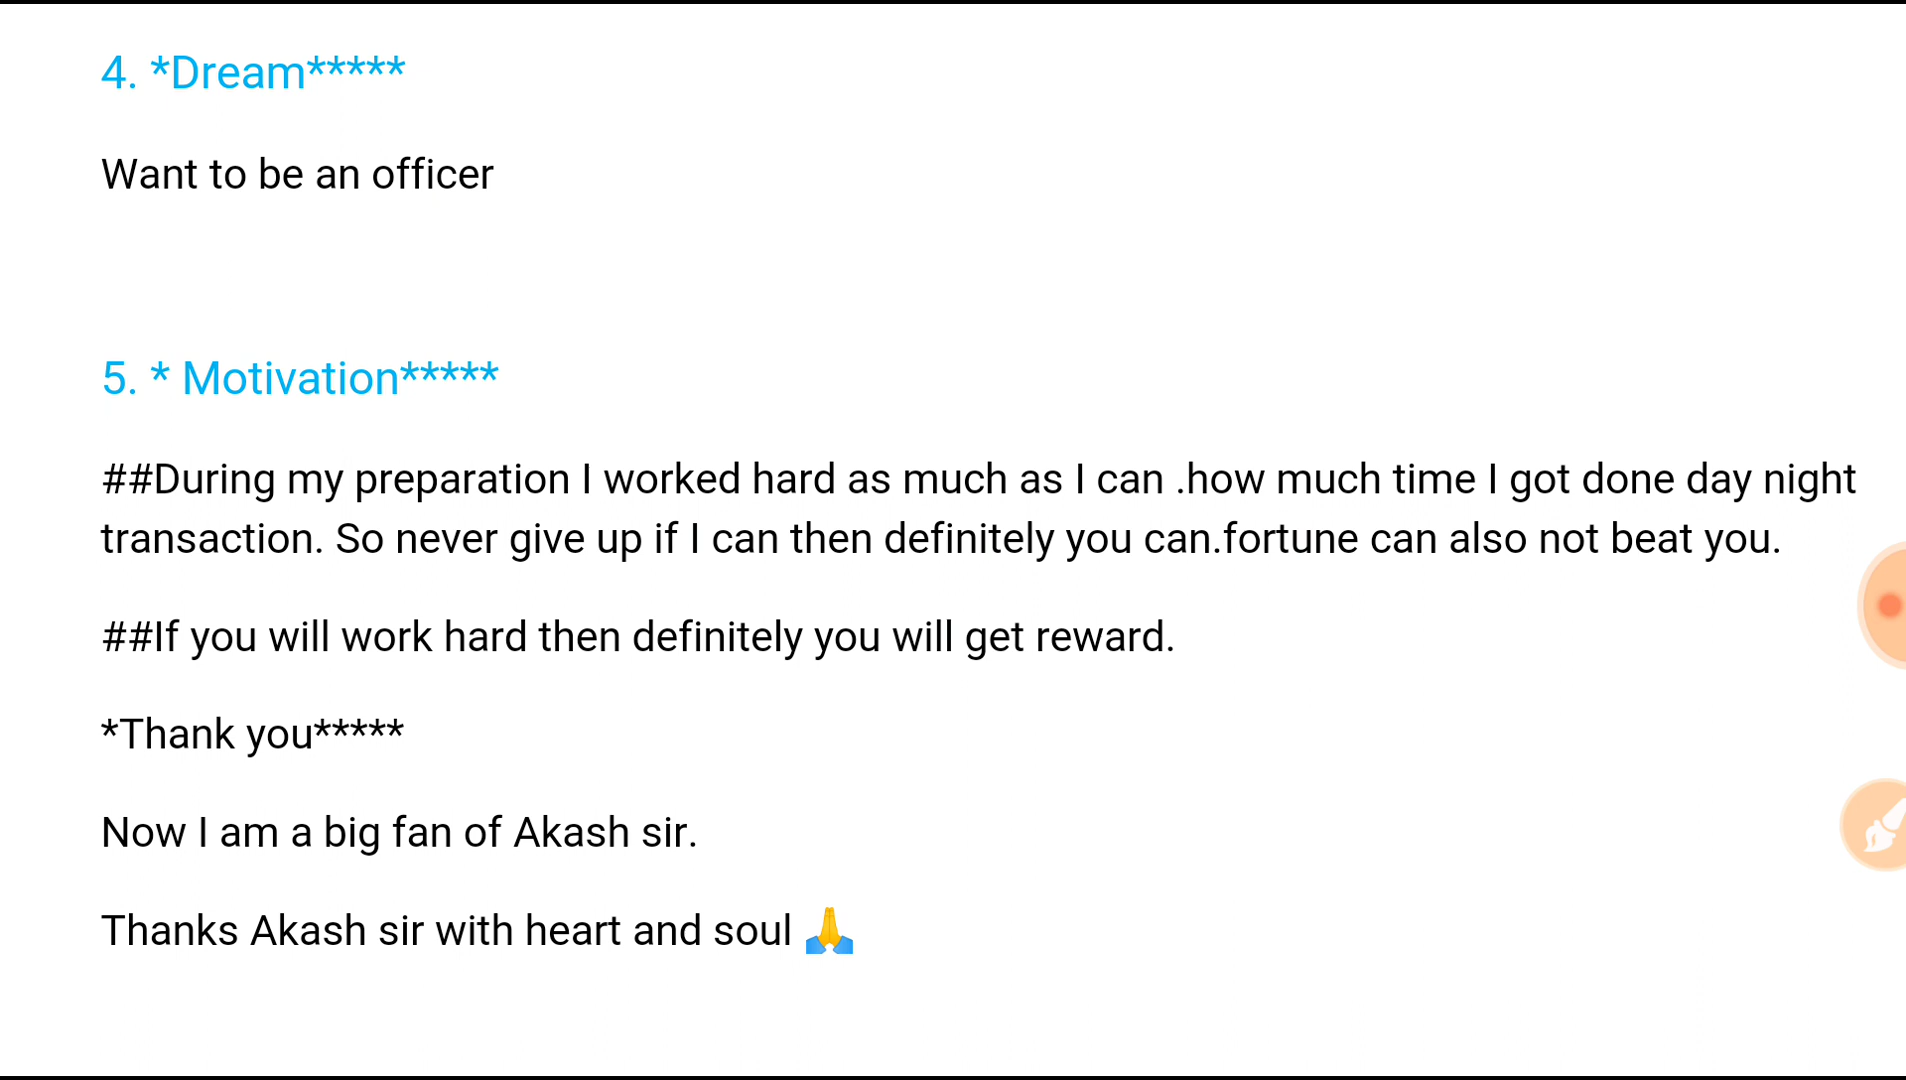 4. *Dream*****
Want to be an officer
5. * Motivation*****
##During my preparation I worked hard as much as I can .how much time I got done day night
transaction. So never give up if I can then definitely you can.fortune can also not beat you.
##If you will work hard then definitely you will get reward.
*Thank you*****
Now I am a big fan of Akash sir.
Thanks Akash sir with heart and soul 🙏